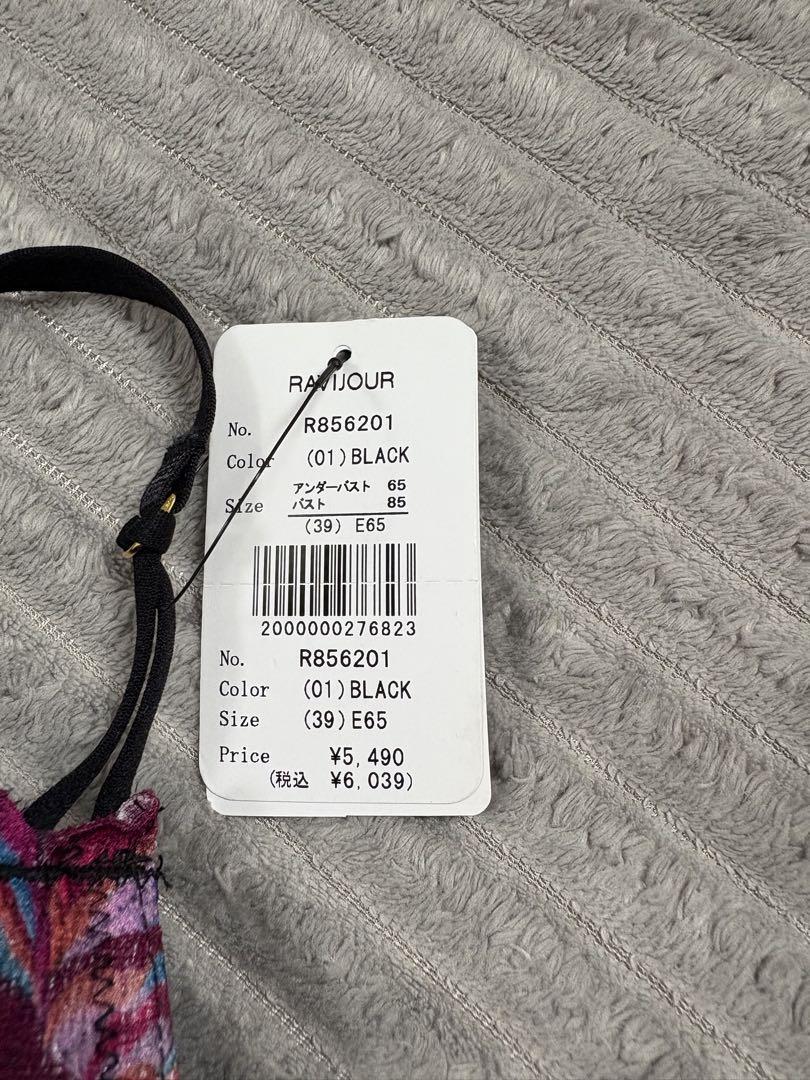 RAVIJOUR
No. R856201
Color (01)BLACK
アンダーバスト 65
Size バスト 85
(39) E65
2000000276823
No. R856201
Color (01)BLACK
Size (39)E65
Price ¥5,490
(税込 ¥6,039)